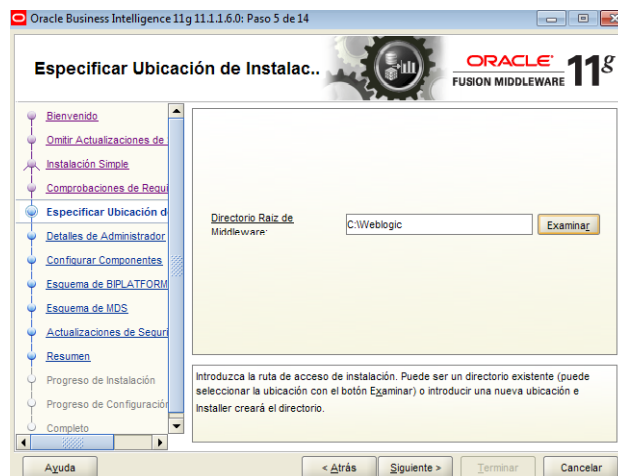 Oracle Business Intelligence 11g 11.1.1.6.0: Paso 5 de 14
Especificar Ubicación de Instalac..
ORACLE
FUSION MIDDLEWARE
11g
Bienvenido
Omitir Actualizaciones de
Instalación Simple
Comprobaciones de Requi
Especificar Ubicación d
Detalles de Administrador
Configurar Componentes
Esquema de BIPLATFORM
Esquema de MDS
Actualizaciones de Seguri
Resumen
Progreso de Instalación
Progreso de Configuración
Completo
Directorio Raíz de
Middleware:
C:\Weblogic
Examinar
Introduzca la ruta de acceso de instalación. Puede ser un directorio existente (puede
seleccionar la ubicación con el botón Examinar) o introducir una nueva ubicación e
Installer creará el directorio.
Ayuda
< Atrás
Siguiente >
Terminar
Cancelar